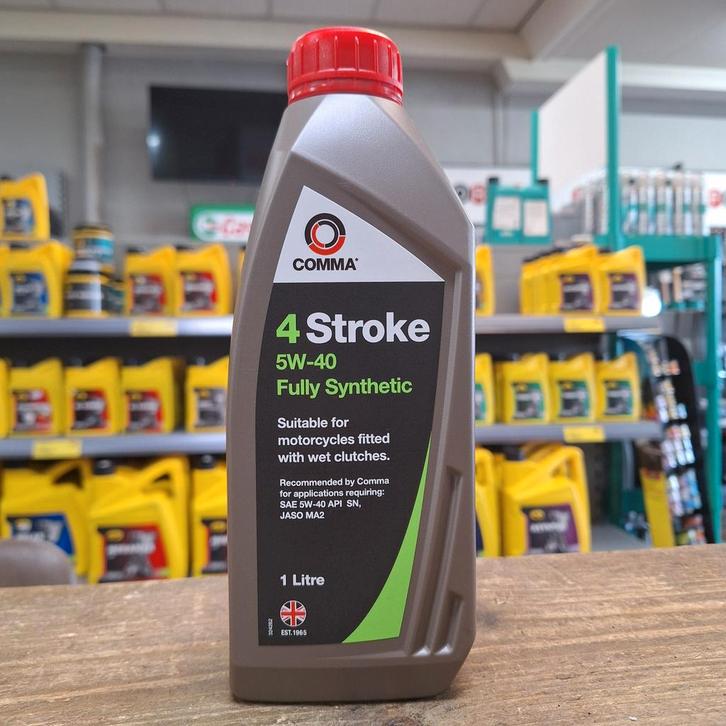 COMMA
4 Stroke
5W-40
Fully Synthetic
Suitable for
motorcycles fitted
with wet clutches.
Recommended by Comma
for applications requiring:
SAE 5W-40 API SN,
JASO MA2
1 Litre
EST.1965